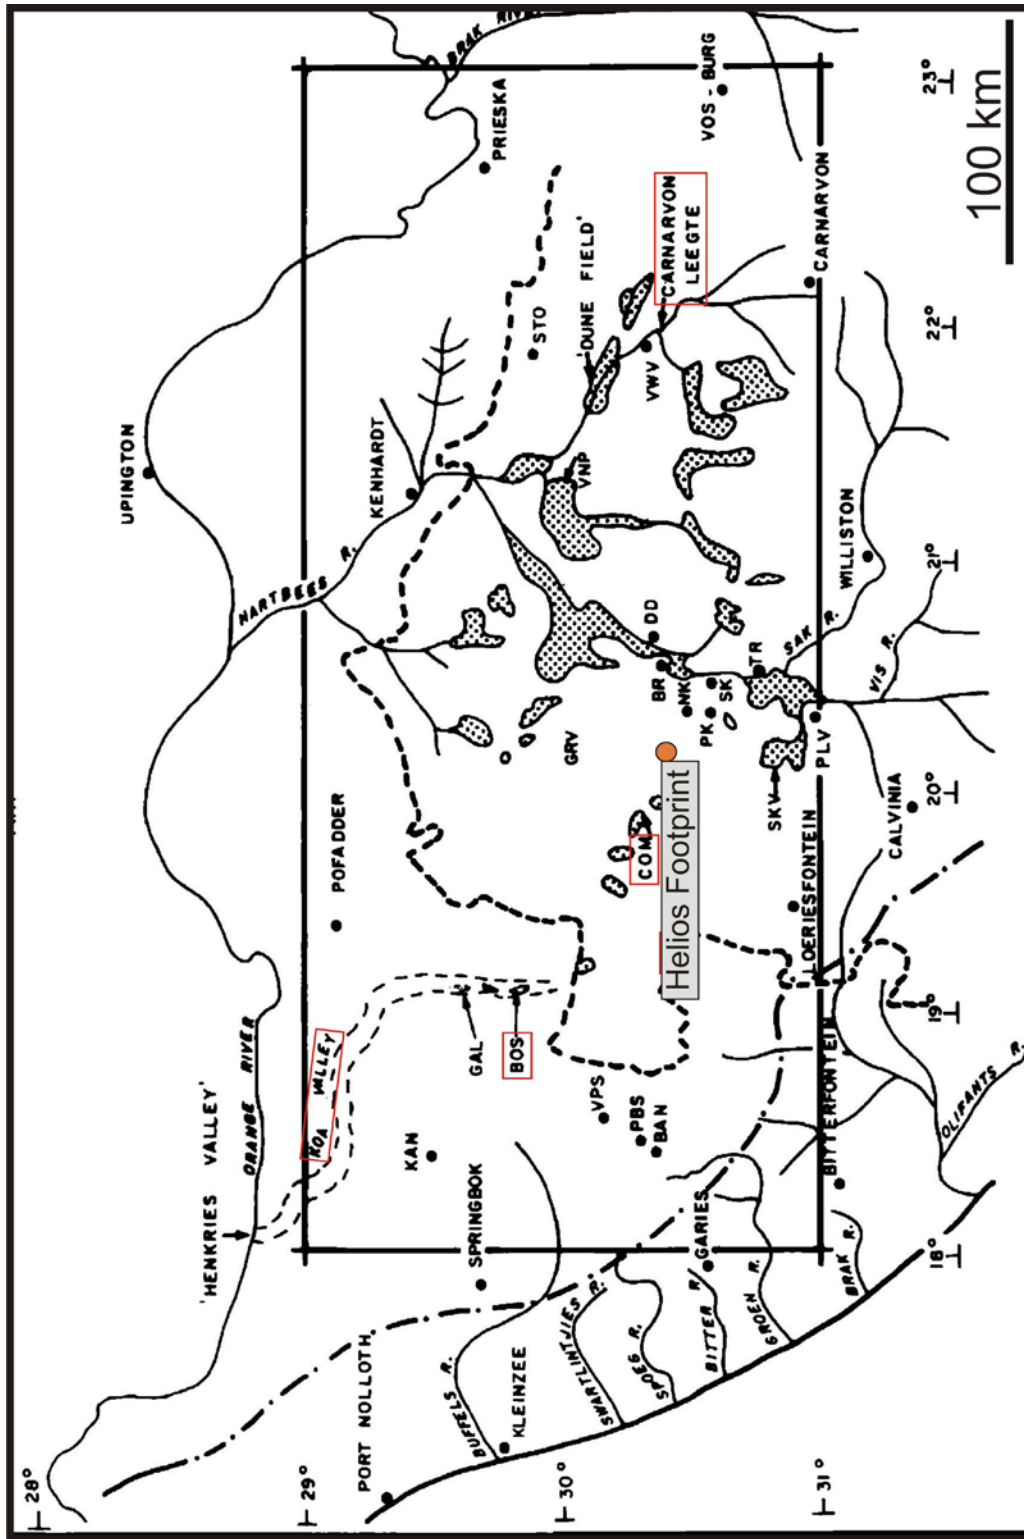 28°
29°
30°
31°
18°
19°
20°
21°
22°
23°
100 km
BRAK RIVER
PRIESKA
VOS - BURG
UPINGTON
KENHARDT
HARTBEES R.
STO
'DUNE FIELD'
CARNARVON
LEEGTE
VWV
CARNARVON
VNP
WILLISTON
SAK R.
VIS R.
DD
BR
NK
SK
PK
TR
PLV
SKV
GRV
POFADDER
COM
Helios Footprint
LOERIESFONTEIN
CALVINIA
'HENKRIES VALLEY'
ORANGE RIVER
KOA VALLEY
GAL
BOS
KAN
VPS
PBS
BAN
SPRINGBOK
GARIES
BITTERFONTEIN
OLIFANTS R.
PORT NOLLOTH
KLEINZEE
BUFFELS R.
SWARTLINTJIES R.
SPOEG R.
BITTER R.
GROEN R.
BRAK R.